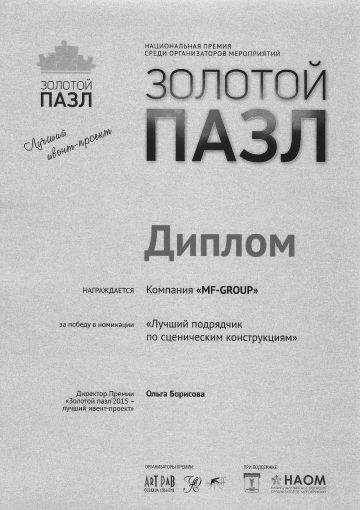 НАЦИОНАЛЬНАЯ ПРЕМИЯ
СРЕДИ ОРГАНИЗАТОРОВ МЕРОПРИЯТИЙ
ЗОЛОТОЙ
ПАЗЛ
ЗОЛОТОЙ
ПАЗЛ
Лучший
ивент-проект
Диплом
НАГРАЖДАЕТСЯ Компания «MF-GROUP»
за победу в номинации «Лучший подрядчик
по сценическим конструкциям»
Директор Премии Ольга Борисова
«Золотой пазл 2015 –
лучший ивент-проект»
ОРГАНИЗАТОРЫ ПРЕМИИ
ПРИ ПОДДЕРЖКЕ
НАОМ